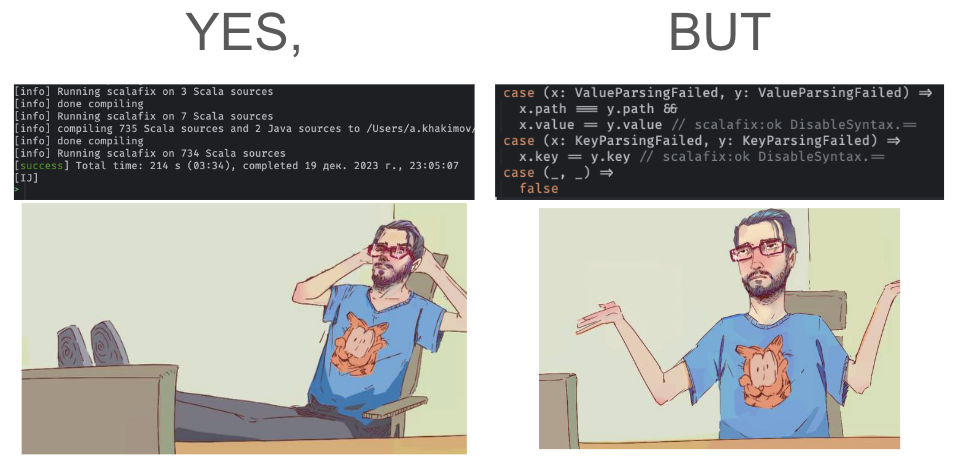 YES,
BUT
[info] Running scalafix on 3 Scala sources
[info] done compiling
[info] Running scalafix on 7 Scala sources
[info] compiling 735 Scala sources and 2 Java sources to /Users/a.khakimov/
[info] done compiling
[info] Running scalafix on 734 Scala sources
[success] Total time: 214 s (03:34), completed 19 дек. 2023 г., 23:05:07
[IJ]
>
case (x: ValueParsingFailed, y: ValueParsingFailed) =>
x.path === y.path &&
x.value == y.value // scalafix:ok DisableSyntax.==
case (x: KeyParsingFailed, y: KeyParsingFailed) =>
x.key == y.key // scalafix:ok DisableSyntax.==
case (_, _) =>
false